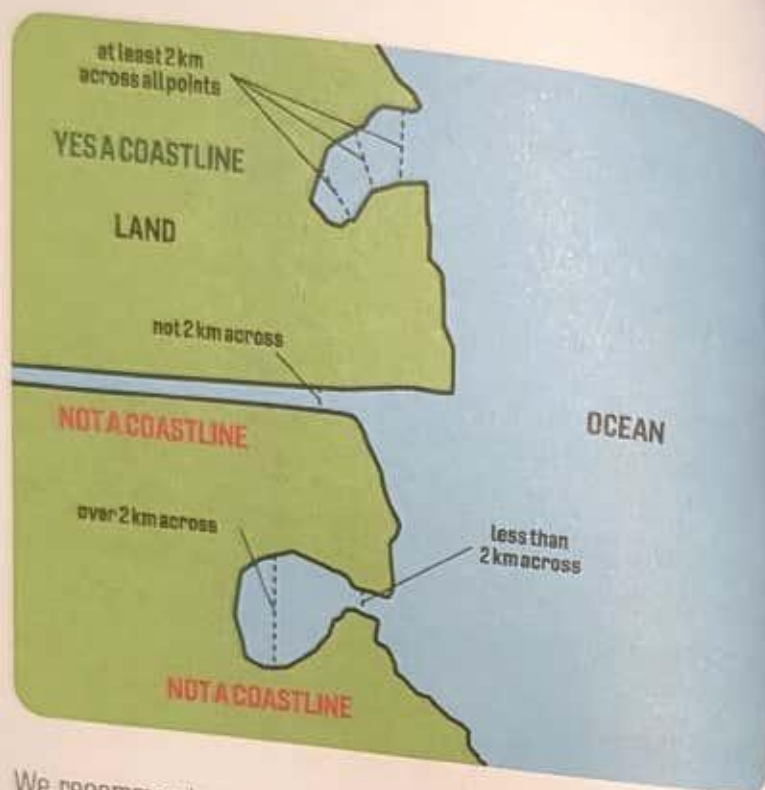 at least 2 km
across all points
YES A COASTLINE
LAND
not 2 km across
NOT A COASTLINE
OCEAN
over 2 km across
less than
2 km across
NOT A COASTLINE
We